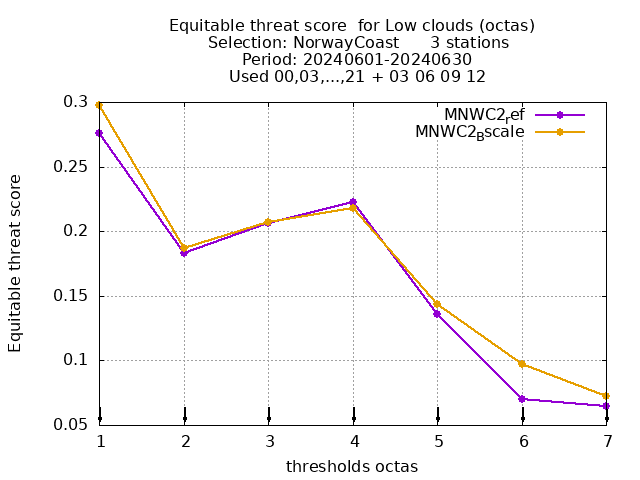 Equitable threat score  for Low clouds (octas)
Selection: NorwayCoast      3 stations
Period: 20240601-20240630
Used 00,03,...,21 + 03 06 09 12
MNWC2ref
MNWC2Bscale
0.3
0.25
0.2
0.15
0.1
0.05
Equitable threat score
1 2 3 4 5 6 7
thresholds octas